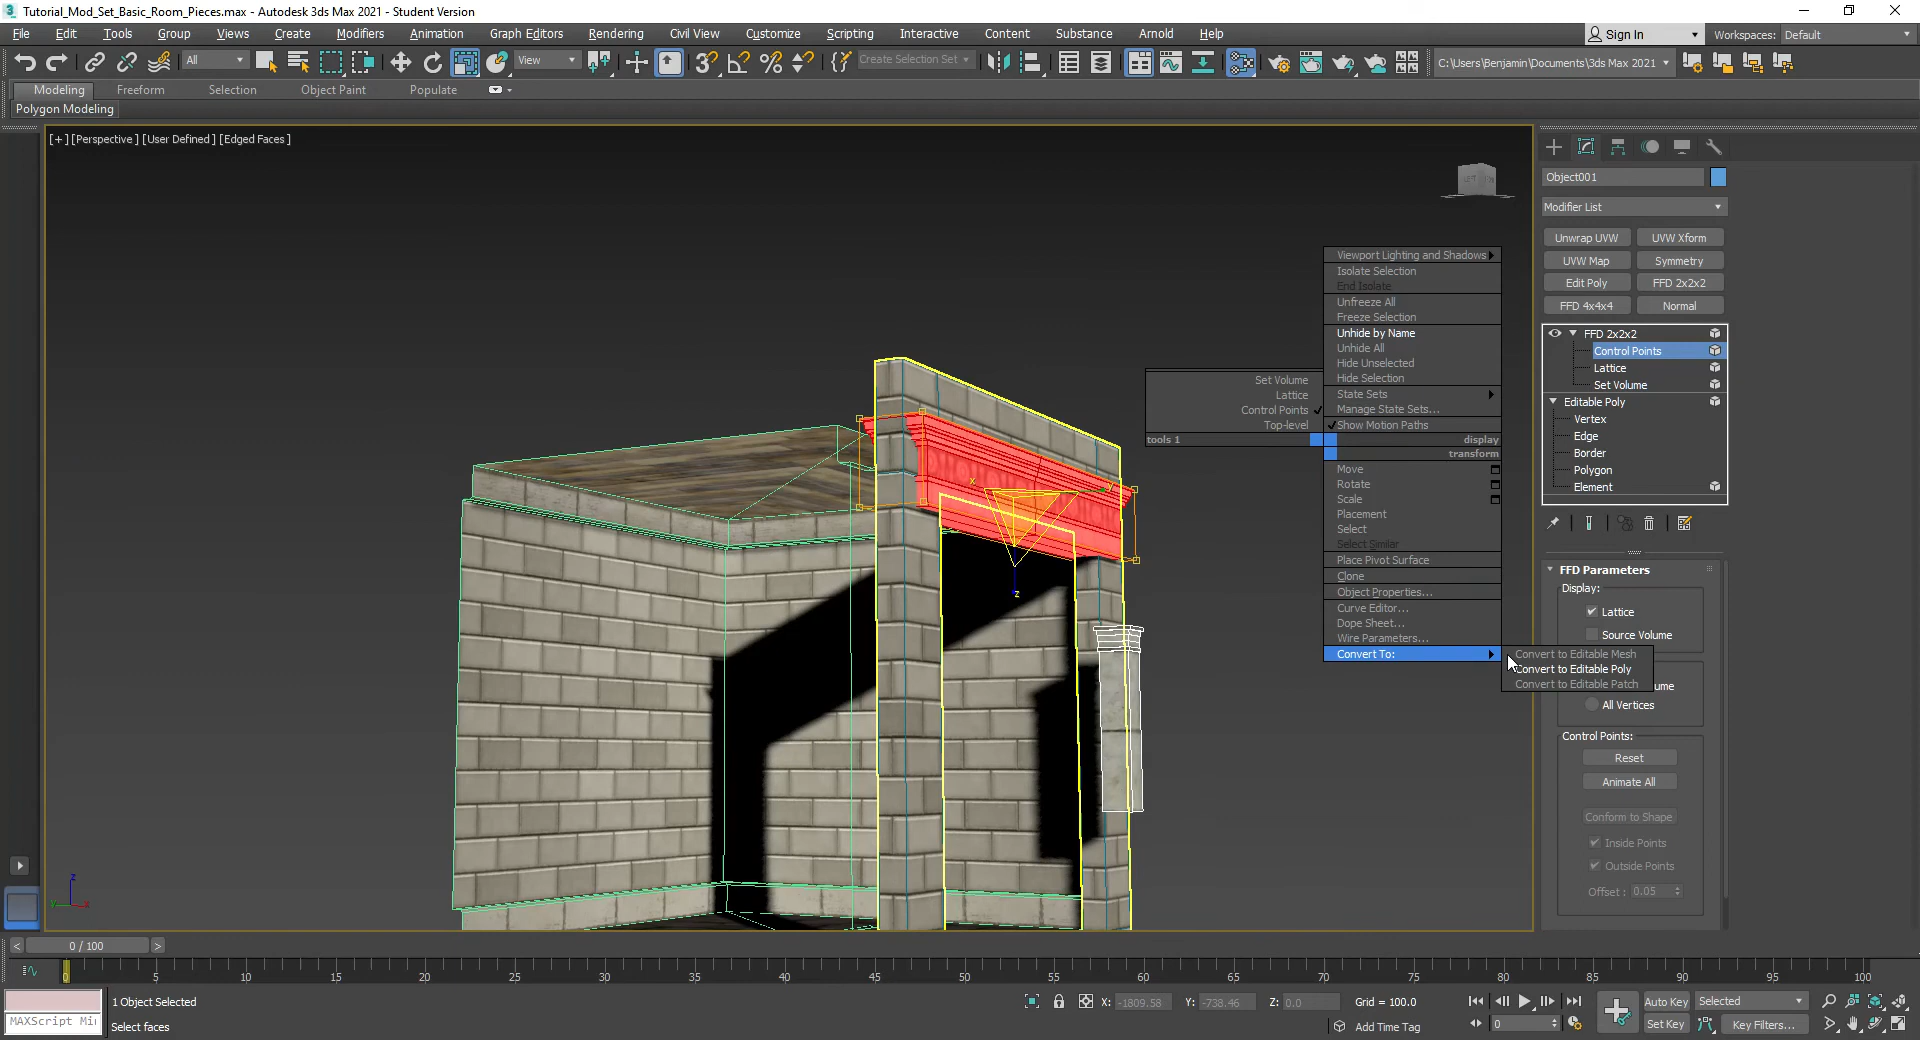 Tutorial_Mod_Set_Basic_Room_Pieces.max - Autodesk 3ds Max 2021 - Student Version
File Edit Tools Group Views Create Modifiers Animation Graph Editors Rendering Civil View Customize Scripting Interactive Content Substance Arnold Help
Sign In Workspaces: Default
All View Create Selection Set C:\Users\Benjamin\Documents\3ds Max 2021
Modeling Freeform Selection Object Paint Populate
Polygon Modeling
[+] [Perspective] [User Defined] [Edged Faces]
Object001
Modifier List
Unwrap UVW UVW Xform
UVW Map Symmetry
Edit Poly FFD 2x2x2
FFD 4x4x4 Normal
FFD 2x2x2
Control Points
Lattice
Set Volume
Editable Poly
Vertex
Edge
Border
Polygon
Element
Viewport Lighting and Shadows
Isolate Selection
End Isolate
Unfreeze All
Freeze Selection
Unhide by Name
Unhide All
Hide Unselected
Hide Selection
State Sets
Manage State Sets...
Show Motion Paths
display
transform
Set Volume
Lattice
Control Points
Top-level
tools 1
Move
Rotate
Scale
Placement
Select
Select Similar
Place Pivot Surface
Clone
Object Properties...
Curve Editor...
Dope Sheet...
Wire Parameters...
Convert To:
Convert to Editable Mesh
Convert to Editable Poly
Convert to Editable Patch
FFD Parameters
Display:
Lattice
Source Volume
All Vertices
Control Points:
Reset
Animate All
Conform to Shape
Inside Points
Outside Points
Offset : 0.05
x y z
z y x
< 0 / 100 >
0 5 10 15 20 25 30 35 40 45 50 55 60 65 70 75 80 85 90 95 100
1 Object Selected
X: -1809.58 Y: -738.46 Z: 0.0 Grid = 100.0
Auto Key Selected
MAXScript Mi
Select faces
Add Time Tag
0
Set Key Key Filters...